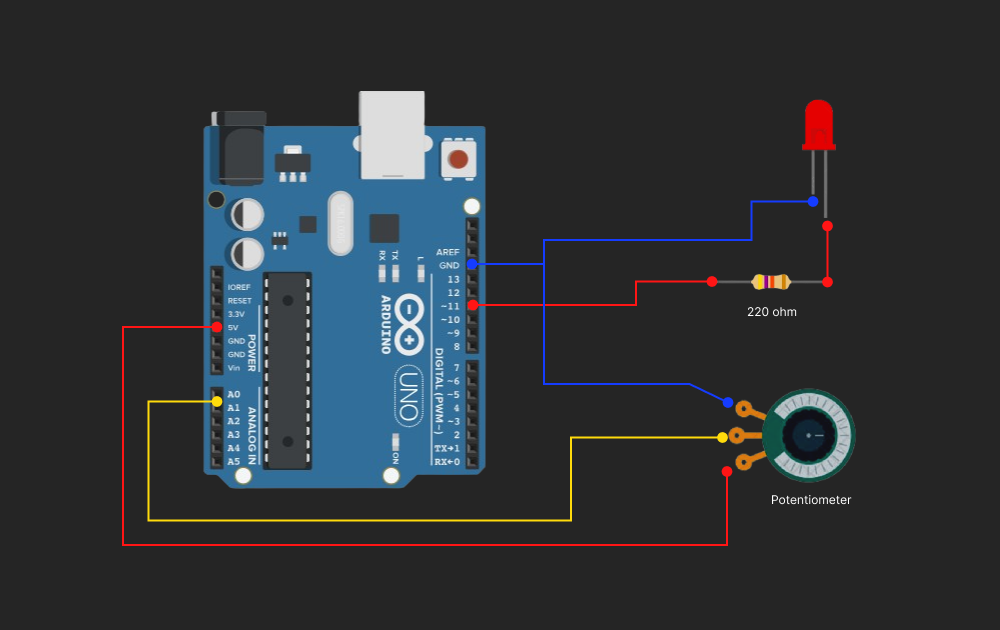 AREF
GND
13
12
~11
~10
~9
8
7
~6
~5
4
~3
2
TX→1
RX←0
DIGITAL (PWM~)
RX
TX
L
ARDUINO
UNO
ON
IOREF
RESET
3.3V
5V
GND
GND
Vin
POWER
A0
A1
A2
A3
A4
A5
ANALOG IN
220 ohm
Potentiometer